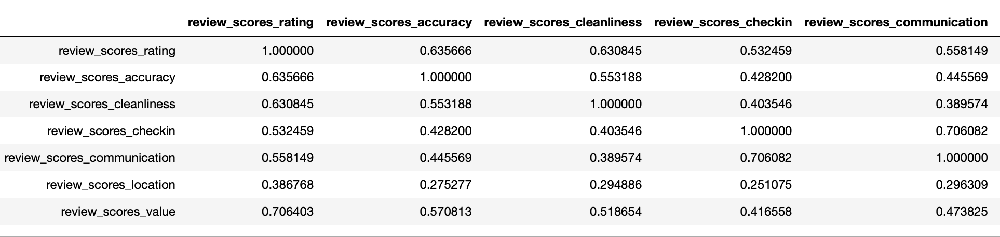 review_scores_rating review_scores_accuracy review_scores_cleanliness review_scores_checkin review_scores_communication
review_scores_rating 1.000000 0.635666 0.630845 0.532459 0.558149
review_scores_accuracy 0.635666 1.000000 0.553188 0.428200 0.445569
review_scores_cleanliness 0.630845 0.553188 1.000000 0.403546 0.389574
review_scores_checkin 0.532459 0.428200 0.403546 1.000000 0.706082
review_scores_communication 0.558149 0.445569 0.389574 0.706082 1.000000
review_scores_location 0.386768 0.275277 0.294886 0.251075 0.296309
review_scores_value 0.706403 0.570813 0.518654 0.416558 0.473825